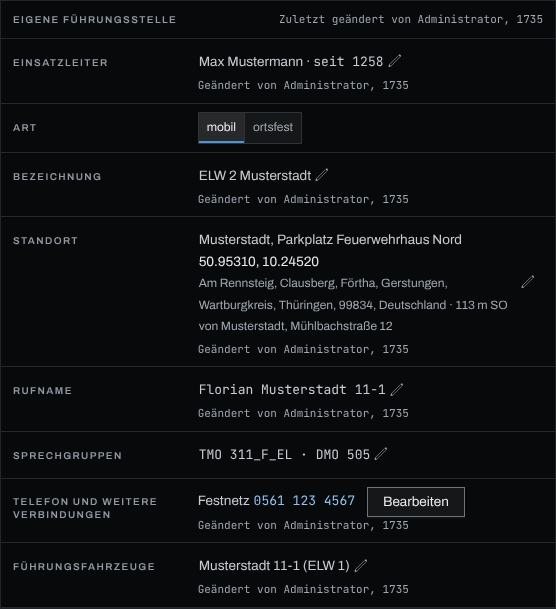 EIGENE FÜHRUNGSSTELLE Zuletzt geändert von Administrator, 1735
EINSATZLEITER Max Mustermann · seit 1258
Geändert von Administrator, 1735
ART mobil ortsfest
BEZEICHNUNG ELW 2 Musterstadt
Geändert von Administrator, 1735
STANDORT Musterstadt, Parkplatz Feuerwehrhaus Nord
50.95310, 10.24520
Am Rennsteig, Clausberg, Förtha, Gerstungen,
Wartburgkreis, Thüringen, 99834, Deutschland · 113 m SO
von Musterstadt, Mühlbachstraße 12
Geändert von Administrator, 1735
RUFNAME Florian Musterstadt 11-1
Geändert von Administrator, 1735
SPRECHGRUPPEN TMO 311_F_EL · DMO 505
TELEFON UND WEITERE
VERBINDUNGEN
Festnetz 0561 123 4567 Bearbeiten
Geändert von Administrator, 1735
FÜHRUNGSFAHRZEUGE Musterstadt 11-1 (ELW 1)
Geändert von Administrator, 1735